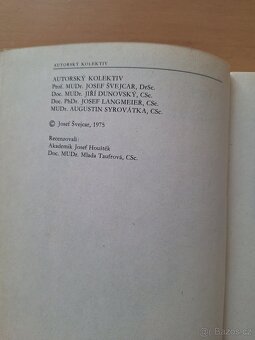 AUTORSKÝ KOLEKTIV
AUTORSKÝ KOLEKTIV
Prof. MUDr. JOSEF ŠVEJCAR, DrSc.
Doc. MUDr. JIŘÍ DUNOVSKÝ, CSc.
Doc. PhDr. JOSEF LANGMEIER, CSc.
MUDr. AUGUSTIN SYROVÁTKA, CSc.
© Josef Švejcar, 1975
Recenzovali:
Akademik Josef Houštěk
Doc. MUDr. Mlada Taufrová, CSc.
Bazoš.cz